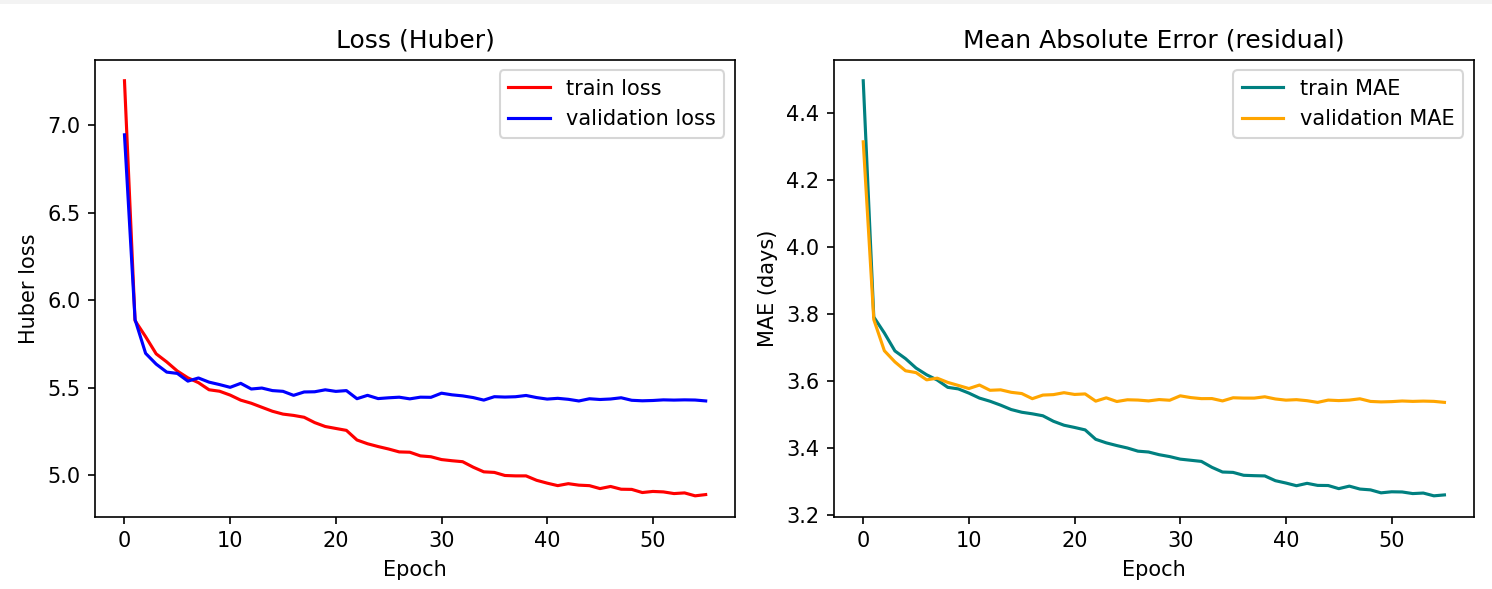 Loss (Huber)
train loss
validation loss
7.0
6.5
6.0
5.5
5.0
Huber loss
0 10 20 30 40 50
Epoch
Mean Absolute Error (residual)
train MAE
validation MAE
4.4
4.2
4.0
3.8
3.6
3.4
3.2
MAE (days)
0 10 20 30 40 50
Epoch